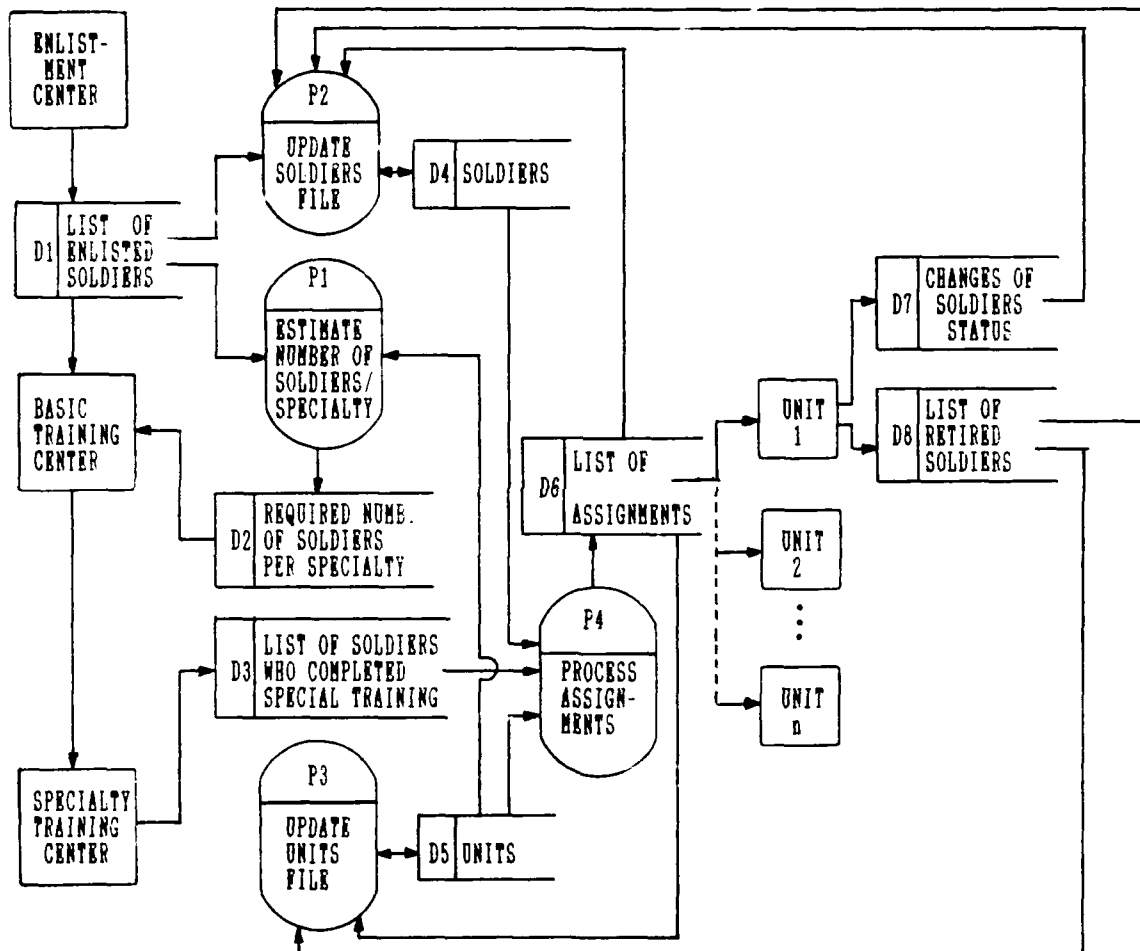 ENLIST-
MENT
CENTER
P2
UPDATE
SOLDIERS
FILE
D4 SOLDIERS
D1
LIST OF
ENLISTED
SOLDIERS
P1
ESTIMATE
NUMBER OF
SOLDIERS/
SPECIALTY
D7
CHANGES OF
SOLDIERS
STATUS
BASIC
TRAINING
CENTER
UNIT
1
D8
LIST OF
RETIRED
SOLDIERS
D6
LIST OF
ASSIGNMENTS
D2
REQUIRED NUMB.
OF SOLDIERS
PER SPECIALTY
UNIT
2
P4
PROCESS
ASSIGN-
MENTS
D3
LIST OF SOLDIERS
WHO COMPLETED
SPECIAL TRAINING
UNIT
n
SPECIALTY
TRAINING
CENTER
P3
UPDATE
UNITS
FILE
D5 UNITS